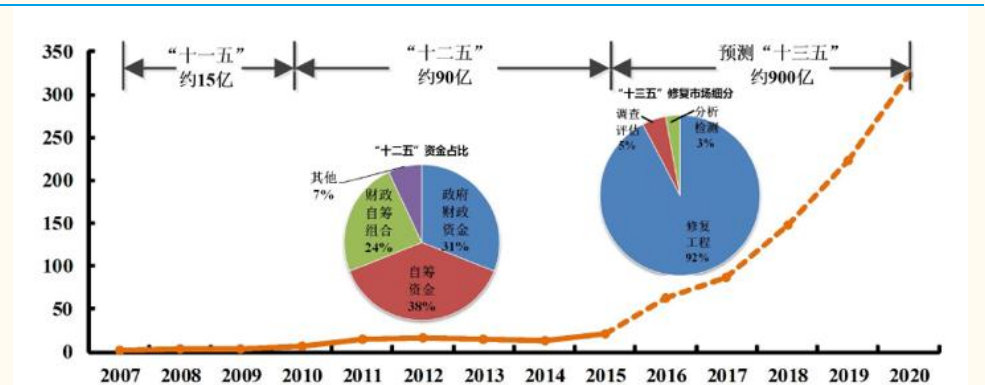 350
300
250
200
150
100
50
0
“十一五”
约15亿
“十二五”
约90亿
预测“十三五”
约900亿
“十二五”资金占比
其他
7%
财政
自筹
组合
24%
政府
财政
资金
31%
自筹
资金
38%
“十三五”修复市场细分
调查
评估
5%
分析
检测
3%
修复
工程
92%
2007 2008 2009 2010 2011 2012 2013 2014 2015 2016 2017 2018 2019 2020